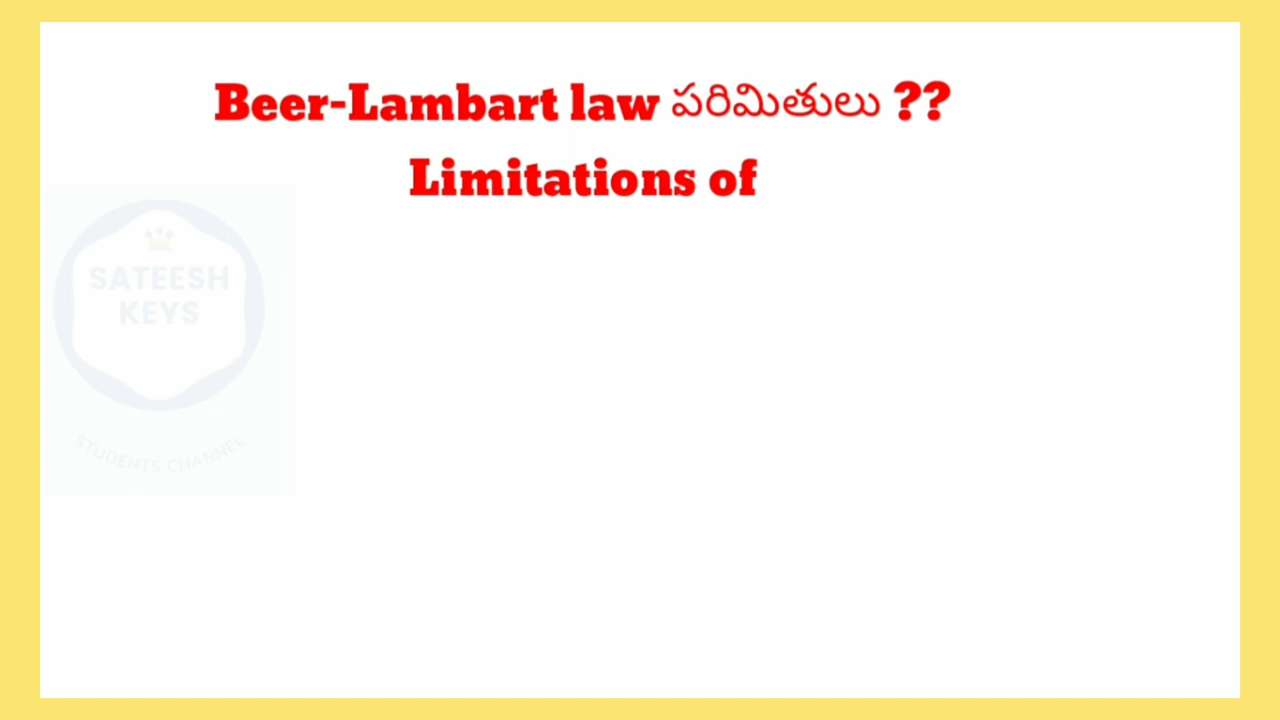 Beer-Lambart law పరిమితులు ??
Limitations of
SATEESH
KEYS
STUDENTS CHANNEL